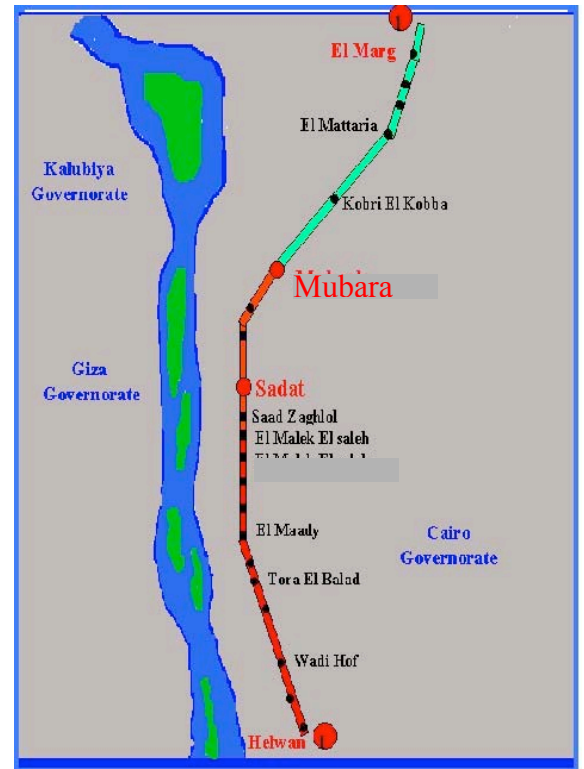 El Marg
El Mattaria
Kalubiya
Governorate
Kobri El Kobba
Mubara
Giza
Governorate
Sadat
Saad Zaghlol
El Malek El saleh
El Maady
Cairo
Governorate
Tora El Balad
Wadi Hof
Helwan